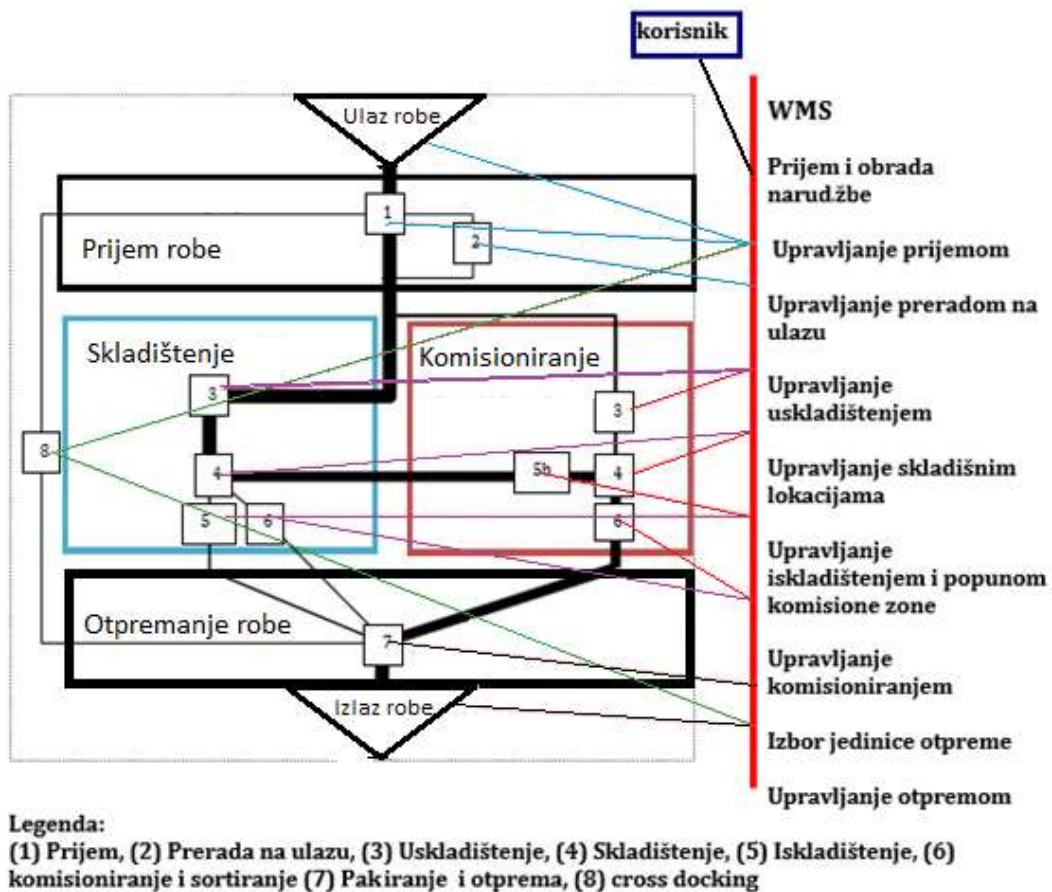 korisnik
Ulaz robe
1
2
Prijem robe
Skladištenje
Komisioniranje
3
3
8
4
5b
4
5
6
6
Otpremanje robe
7
Izlaz robe
WMS
Prijem i obrada
narudžbe
Upravljanje prijemom
Upravljanje preradom na
ulazu
Upravljanje
uskladištenjem
Upravljanje skladišnim
lokacijama
Upravljanje
iskladištenjem i popunom
komisione zone
Upravljanje
komisioniranjem
Izbor jedinice otpreme
Upravljanje otpremom
Legenda:
(1) Prijem, (2) Prerada na ulazu, (3) Uskladištenje, (4) Skladištenje, (5) Iskladištenje, (6)
komisioniranje i sortiranje (7) Pakiranje i otprema, (8) cross docking